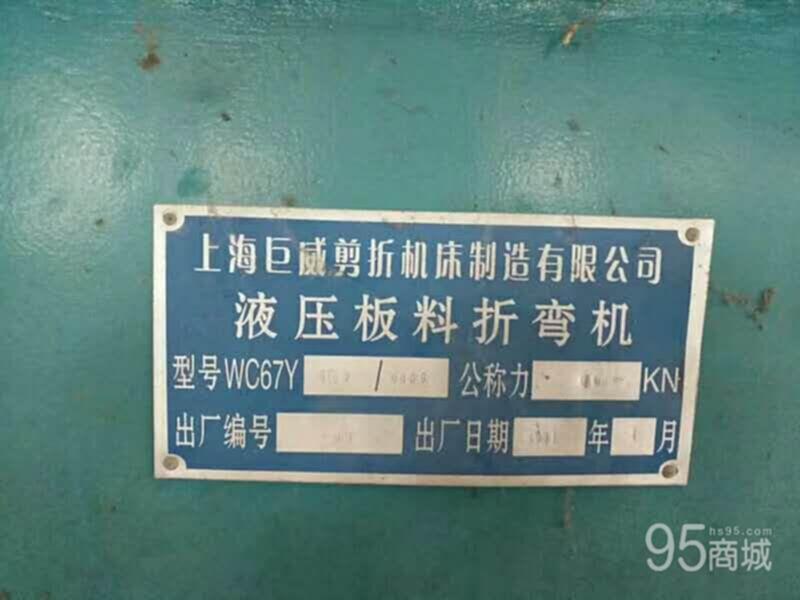 上海巨威剪折机床制造有限公司
液压板料折弯机
型号WC67Y / 公称力 KN
出厂编号 出厂日期 年 月
95商城
hs95.com